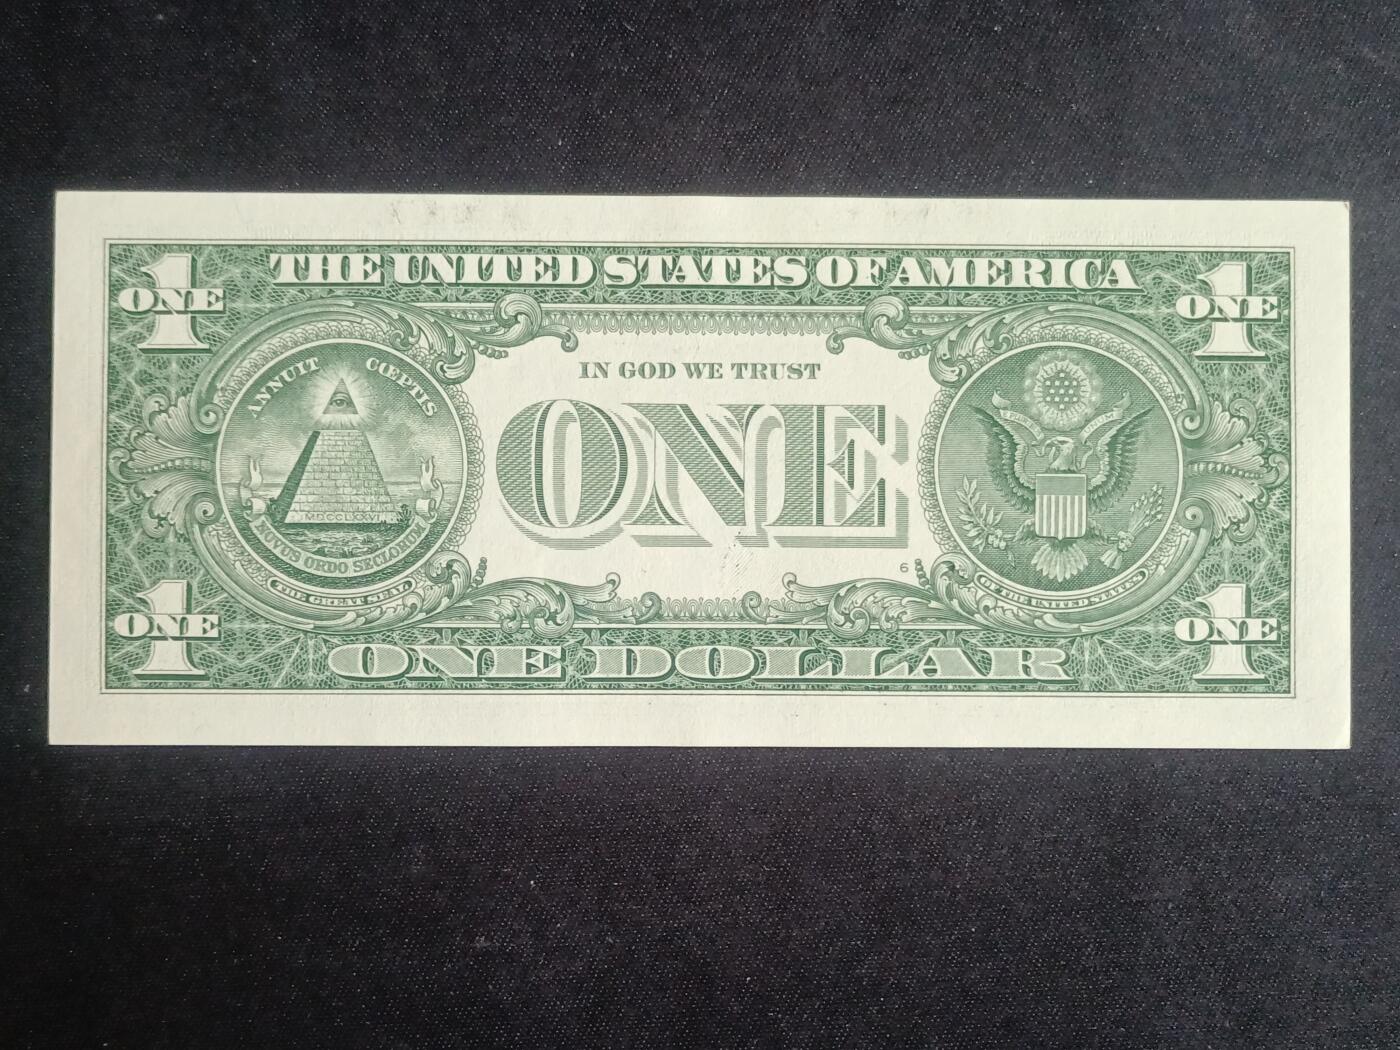 THE UNITED STATES OF AMERICA
1
ONE
1
ONE
ANNUIT CŒPTIS
IN GOD WE TRUST
ONE
MDCCLXXVI
NOVUS ORDO SECLORUM
THE GREAT SEAL
6
OF THE UNITED STATES
1
ONE
1
ONE
ONE DOLLAR